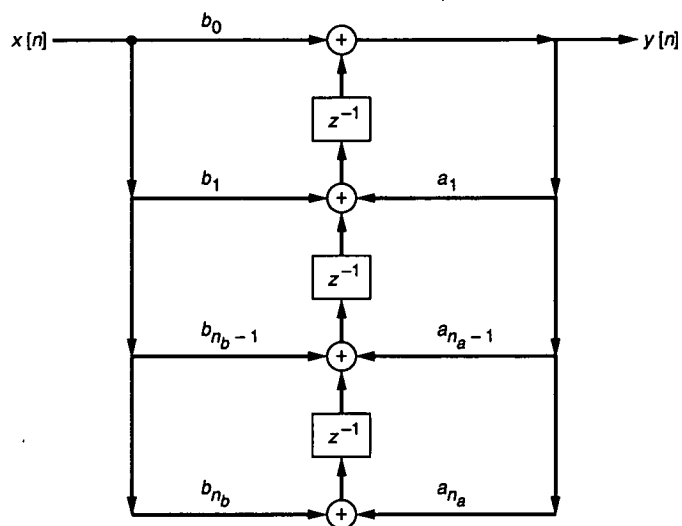 x[n] b₀ + y[n]
z⁻¹
b₁ + a₁
z⁻¹
b_{n_b−1} + a_{n_a−1}
z⁻¹
b_{n_b} + a_{n_a}